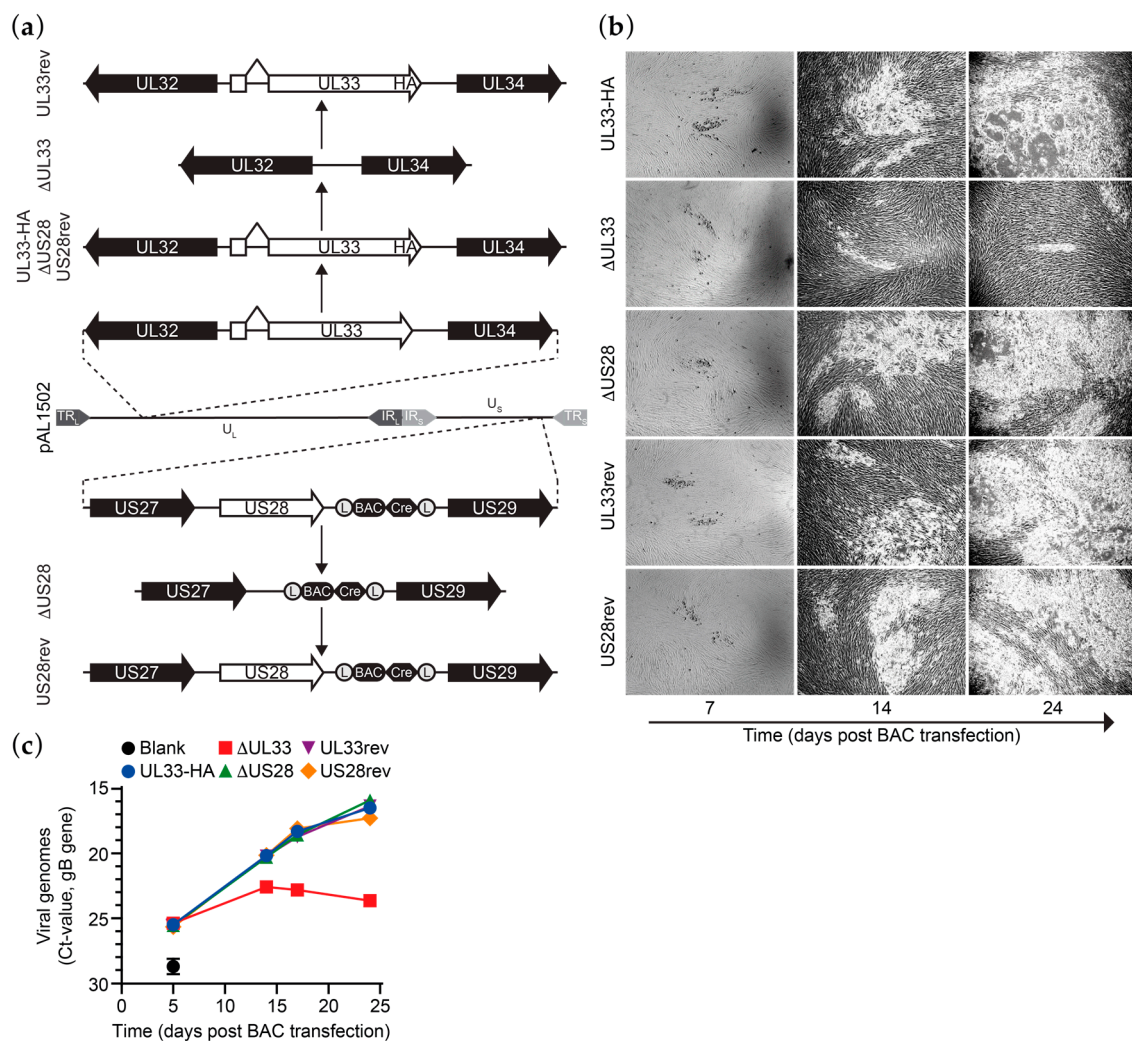 (a)
UL33rev
UL32
UL33
HA
UL34
ΔUL33
UL32
UL34
UL33-HA
ΔUS28
US28rev
UL32
UL33
HA
UL34
UL32
UL33
UL34
pAL1502
TRL
UL
IRL
IRS
US
TRS
US27
US28
L
BAC
Cre
L
US29
ΔUS28
US27
L
BAC
Cre
L
US29
US28rev
US27
US28
L
BAC
Cre
L
US29
(b)
UL33-HA
ΔUL33
ΔUS28
UL33rev
US28rev
7
14
24
Time (days post BAC transfection)
(c)
Blank
ΔUL33
UL33rev
UL33-HA
ΔUS28
US28rev
Viral genomes
(Ct-value, gB gene)
15
20
25
30
0
5
10
15
20
25
Time (days post BAC transfection)